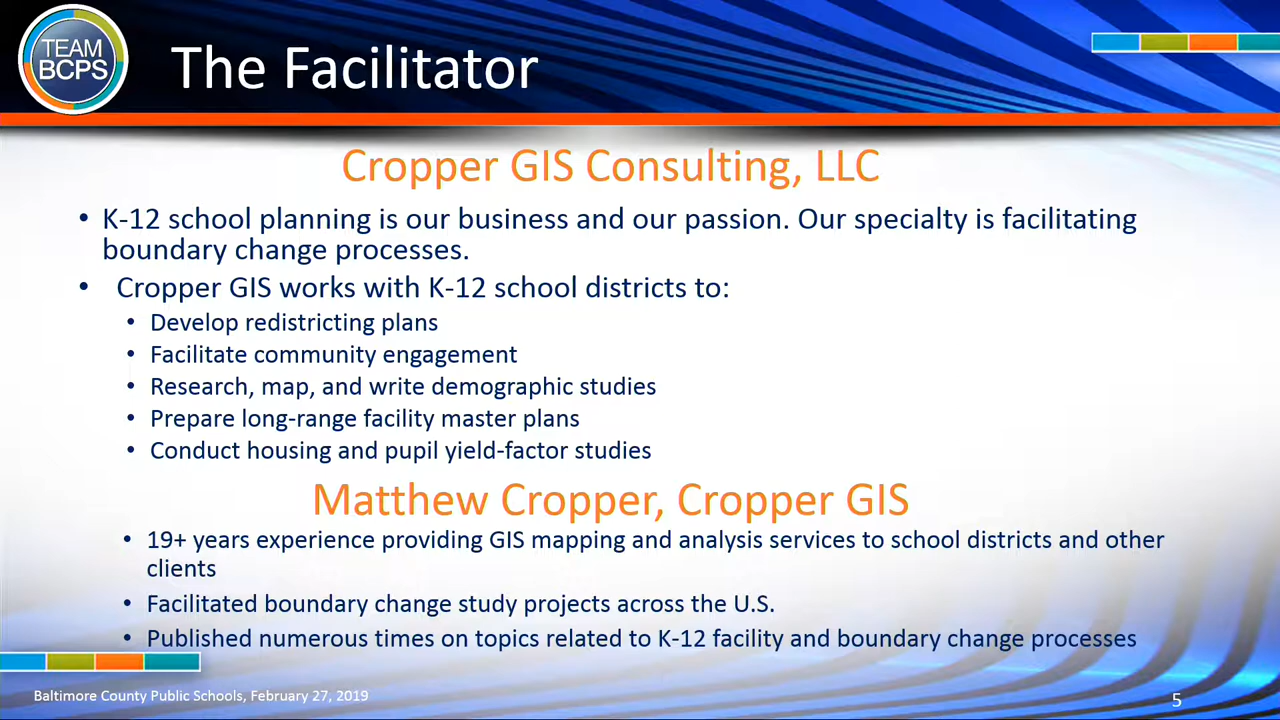 TEAM
BCPS
The Facilitator
Cropper GIS Consulting, LLC
• K-12 school planning is our business and our passion. Our specialty is facilitating
boundary change processes.
• Cropper GIS works with K-12 school districts to:
• Develop redistricting plans
• Facilitate community engagement
• Research, map, and write demographic studies
• Prepare long-range facility master plans
• Conduct housing and pupil yield-factor studies
Matthew Cropper, Cropper GIS
• 19+ years experience providing GIS mapping and analysis services to school districts and other
clients
• Facilitated boundary change study projects across the U.S.
• Published numerous times on topics related to K-12 facility and boundary change processes
Baltimore County Public Schools, February 27, 2019
5